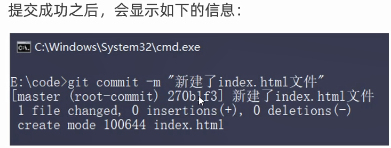 提交成功之后，会显示如下的信息：
C:\Windows\System32\cmd.exe
E:\code>git commit -m "新建了index.html文件"
[master (root-commit) 270b1f3] 新建了index.html文件
1 file changed, 0 insertions(+), 0 deletions(-)
create mode 100644 index.html